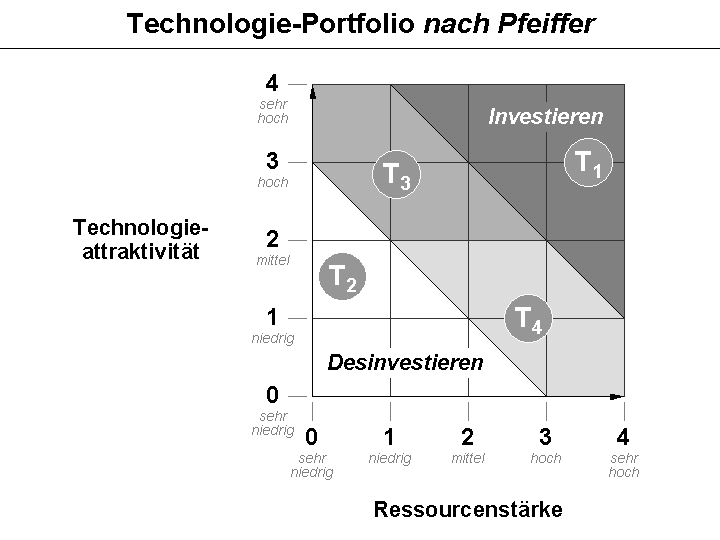 Technologie-Portfolio nach Pfeiffer
4
sehr
hoch
Investieren
3
hoch
T3
T1
Technologie-
attraktivität
2
mittel
T2
1
niedrig
T4
Desinvestieren
0
sehr
niedrig
0
1
2
3
4
sehr
niedrig
niedrig
mittel
hoch
sehr
hoch
Ressourcenstärke